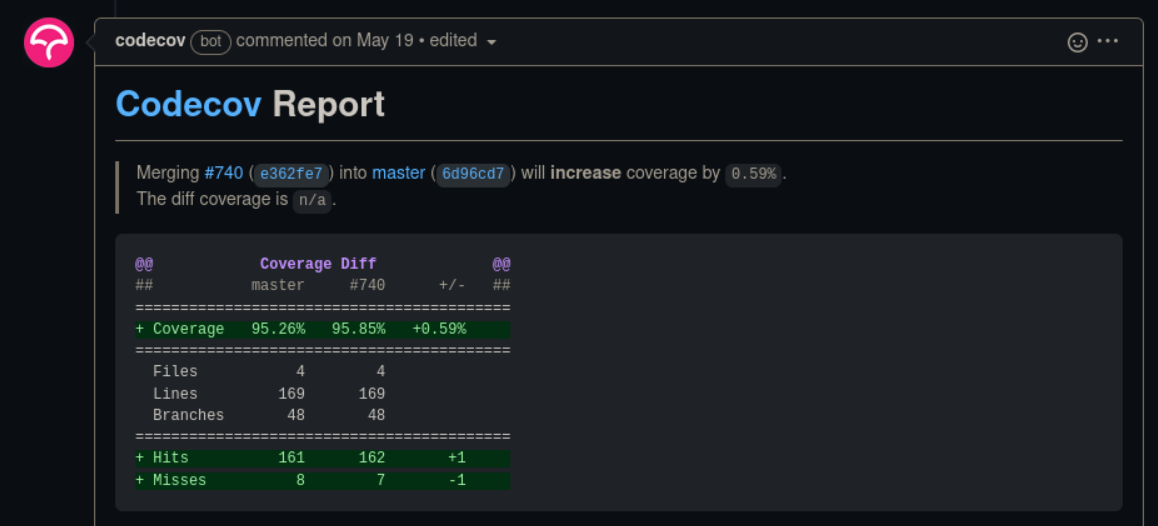 codecov bot commented on May 19 • edited
Codecov Report
Merging #740 (e362fe7) into master (6d96cd7) will increase coverage by 0.59%.
The diff coverage is n/a.
@@            Coverage Diff             @@
##           master     #740      +/-   ##
==========================================
+ Coverage   95.26%   95.85%   +0.59%
==========================================
  Files           4        4
  Lines         169      169
  Branches       48       48
==========================================
+ Hits          161      162       +1
+ Misses          8        7       -1